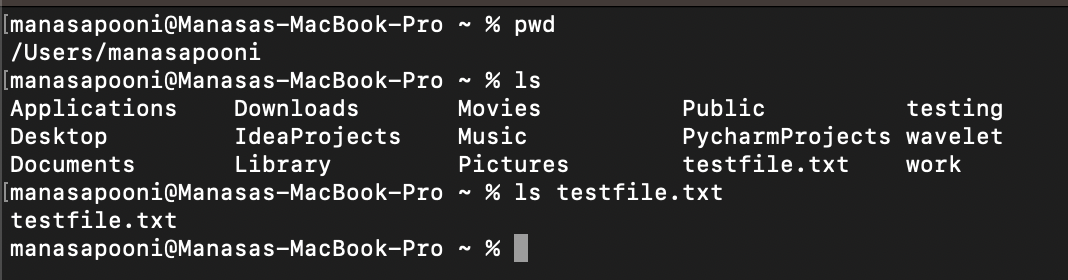 [manasapooni@Manasas-MacBook-Pro ~ % pwd
/Users/manasapooni
[manasapooni@Manasas-MacBook-Pro ~ % ls
Applications    Downloads       Movies          Public          testing
Desktop         IdeaProjects    Music           PycharmProjects wavelet
Documents       Library         Pictures        testfile.txt    work
[manasapooni@Manasas-MacBook-Pro ~ % ls testfile.txt
testfile.txt
manasapooni@Manasas-MacBook-Pro ~ %